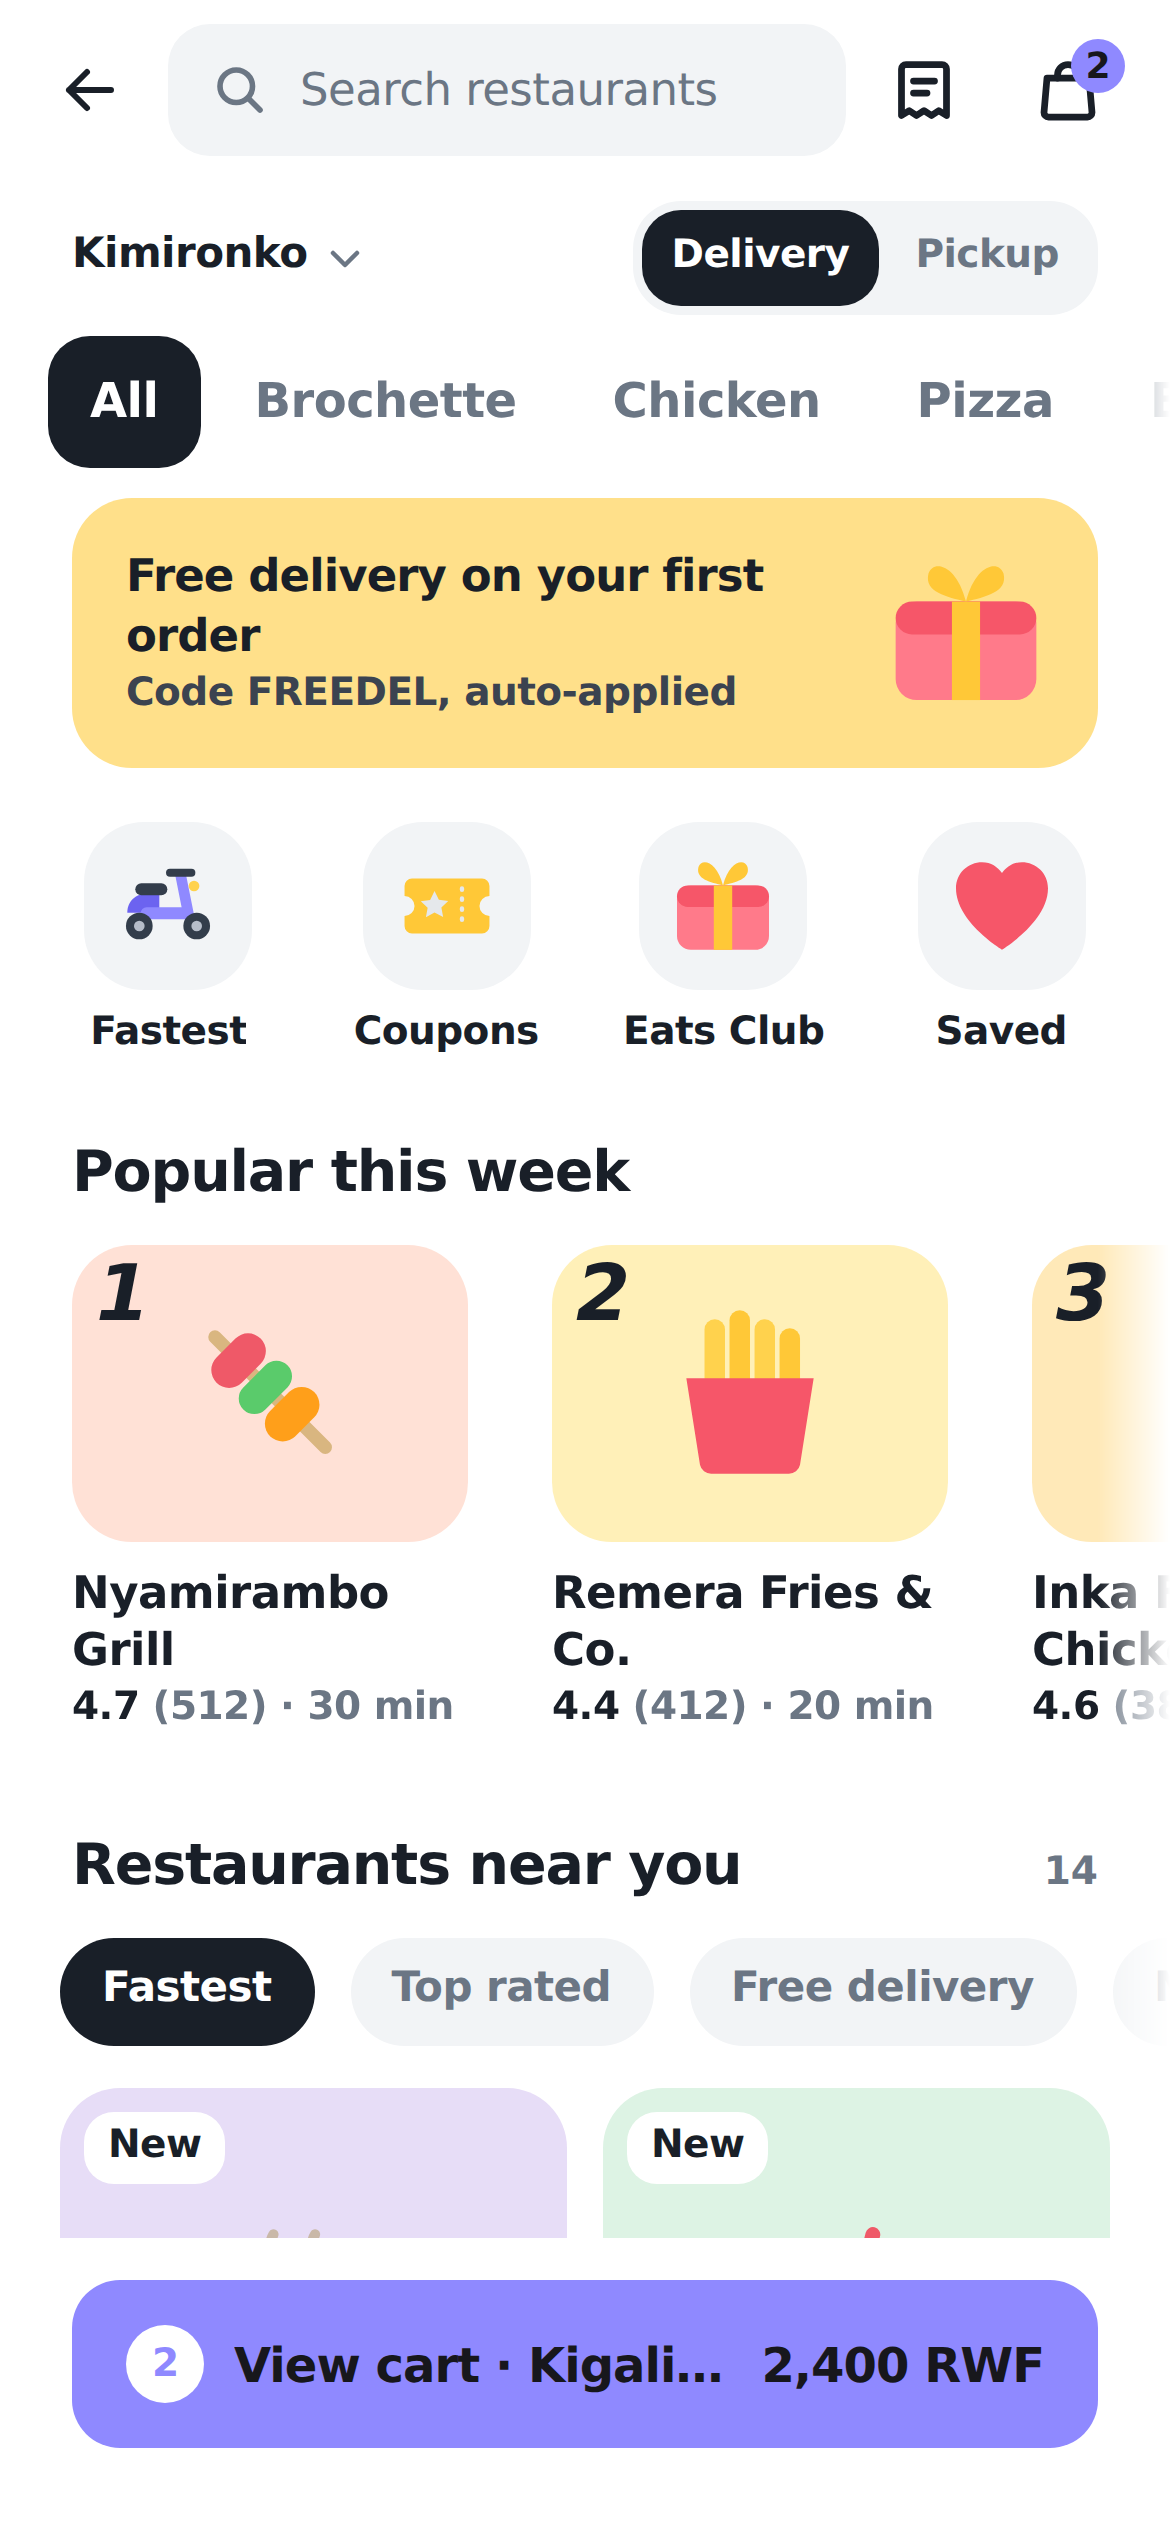 Search restaurants
2
Kimironko
Delivery
Pickup
All
Brochette
Chicken
Pizza
Free delivery on your first
order
Code FREEDEL, auto-applied
Fastest
Coupons
Eats Club
Saved
Popular this week
1
2
3
Nyamirambo
Grill
4.7 (512) · 30 min
Remera Fries &
Co.
4.4 (412) · 20 min
Inka
4.6
Restaurants near you
14
Fastest
Top rated
Free delivery
New
New
2
View cart · Kigali...
2,400 RWF